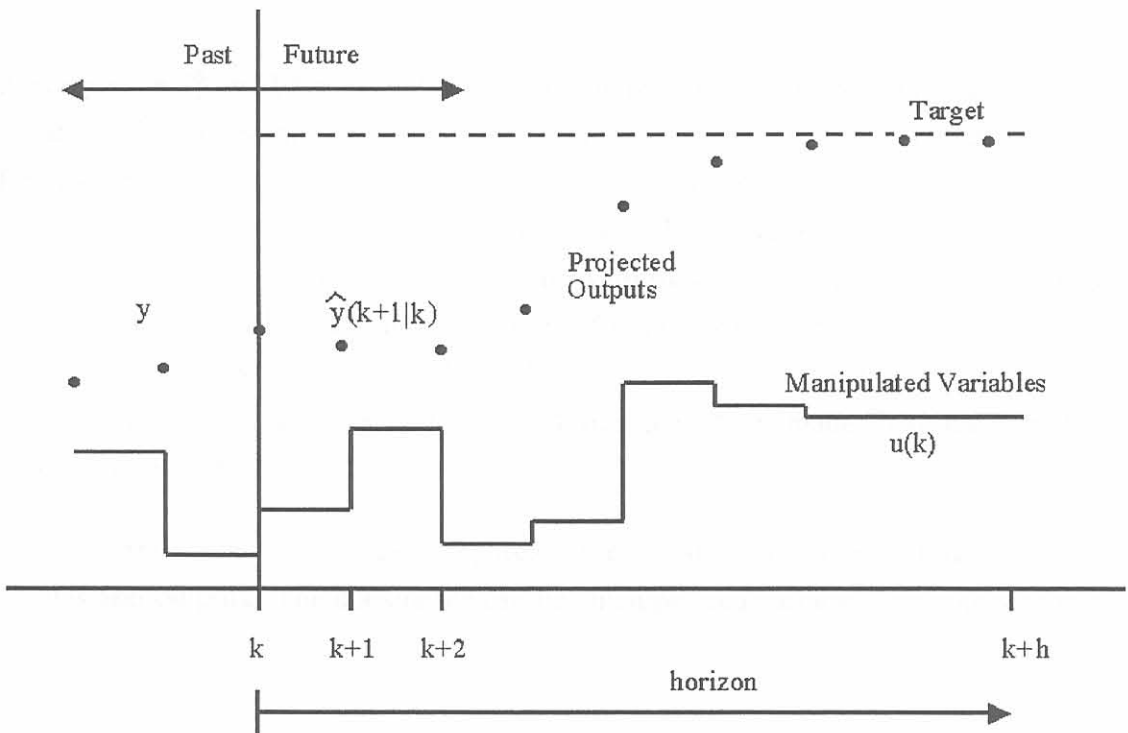 Past
Future
Target
Projected
Outputs
y
ŷ(k+1|k)
Manipulated Variables
u(k)
k
k+1
k+2
k+h
horizon